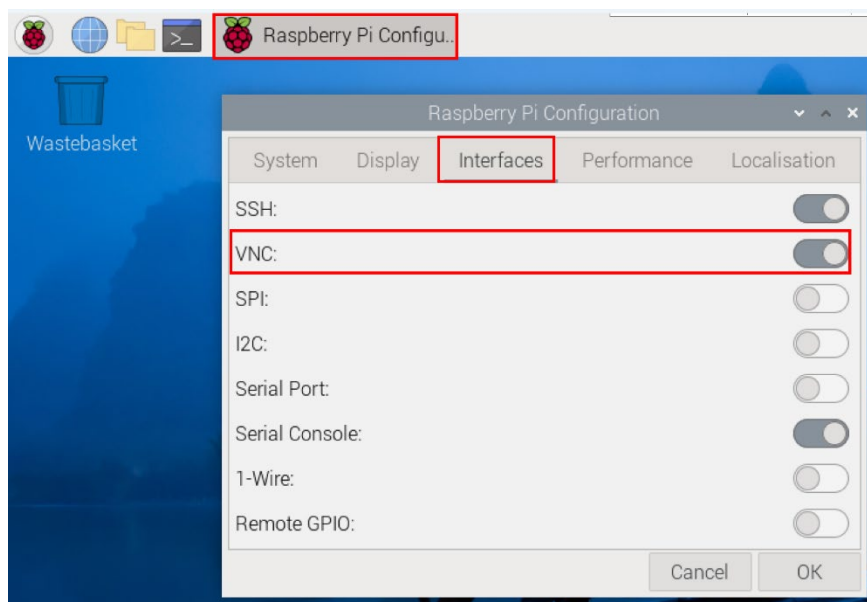 Raspberry Pi Configu..
Wastebasket
Raspberry Pi Configuration
System Display Interfaces Performance Localisation
SSH:
VNC:
SPI:
I2C:
Serial Port:
Serial Console:
1-Wire:
Remote GPIO:
Cancel OK